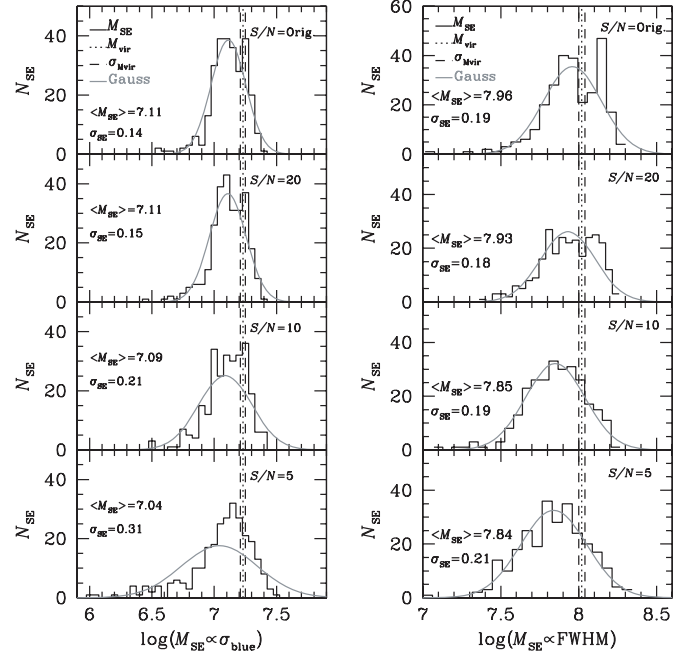 M_SE
M_vir
σ_Mvir
Gauss
S/N=Orig.
<M_SE>=7.11
σ_SE=0.14
N_SE
40
20
0
S/N=20
<M_SE>=7.11
σ_SE=0.15
N_SE
40
20
0
S/N=10
<M_SE>=7.09
σ_SE=0.21
N_SE
40
20
0
S/N=5
<M_SE>=7.04
σ_SE=0.31
N_SE
40
20
0
6 6.5 7 7.5
log(M_SE∝σ_blue)
M_SE
M_vir
σ_Mvir
Gauss
S/N=Orig.
<M_SE>=7.96
σ_SE=0.19
N_SE
60
40
20
0
S/N=20
<M_SE>=7.93
σ_SE=0.18
N_SE
40
20
0
S/N=10
<M_SE>=7.85
σ_SE=0.19
N_SE
40
20
0
S/N=5
<M_SE>=7.84
σ_SE=0.21
N_SE
40
20
0
7 7.5 8 8.5
log(M_SE∝FWHM)